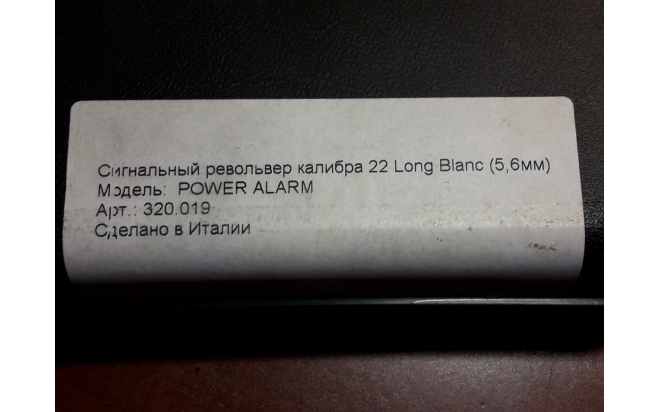 Сигнальный револьвер калибра 22 Long Blanc (5,6мм)
Модель: POWER ALARM
Арт.: 320.019
Сделано в Италии